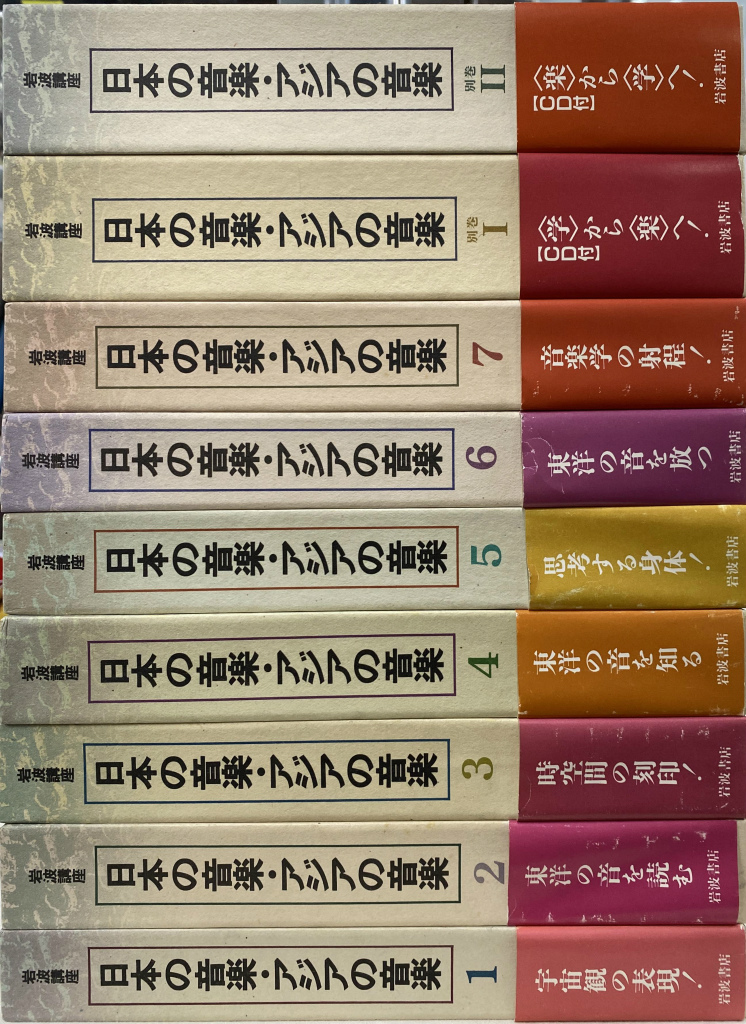 岩波講座
日本の音楽・アジアの音楽
別巻
II
〈楽〉から〈学〉へ!
【CD付】
岩波書店
岩波講座
日本の音楽・アジアの音楽
別巻
I
〈学〉から〈楽〉へ!
【CD付】
岩波書店
岩波講座
日本の音楽・アジアの音楽
7
音楽学の射程!
岩波書店
岩波講座
日本の音楽・アジアの音楽
6
東洋の音を放つ
岩波書店
岩波講座
日本の音楽・アジアの音楽
5
思考する身体!
岩波書店
岩波講座
日本の音楽・アジアの音楽
4
東洋の音を知る
岩波書店
岩波講座
日本の音楽・アジアの音楽
3
時空間の刻印!
岩波書店
岩波講座
日本の音楽・アジアの音楽
2
東洋の音を読む
岩波書店
岩波講座
日本の音楽・アジアの音楽
1
宇宙観の表現!
岩波書店